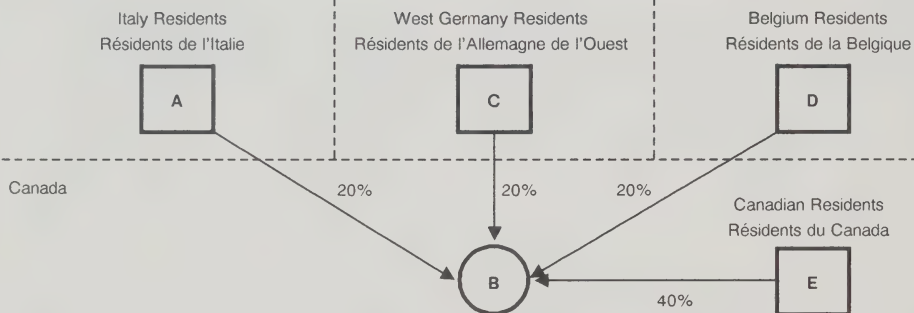 Italy Residents
Résidents de l'Italie
West Germany Residents
Résidents de l'Allemagne de l'Ouest
Belgium Residents
Résidents de la Belgique
A
C
D
Canada
20%
20%
20%
Canadian Residents
Résidents du Canada
B
E
40%